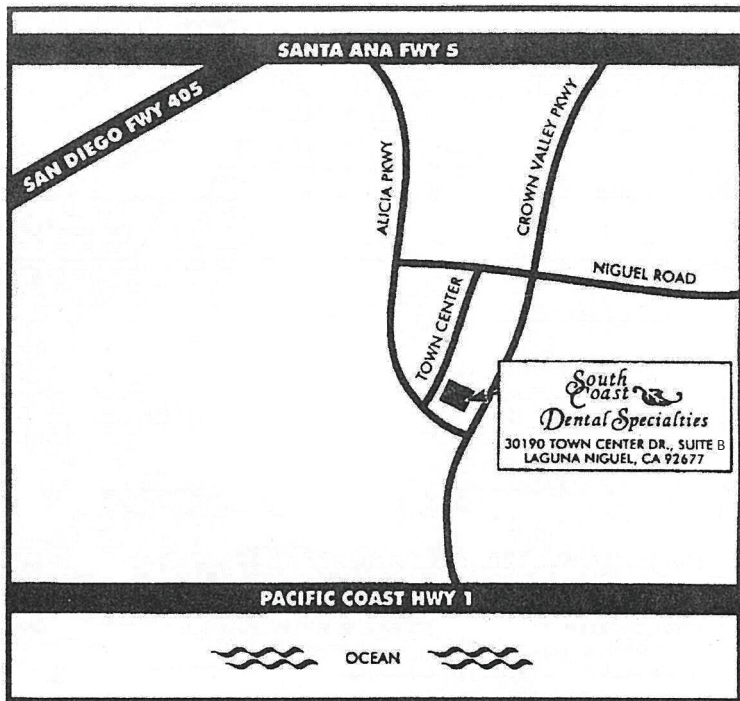 SANTA ANA FWY 5
SAN DIEGO FWY 405
ALICIA PKWY
CROWN VALLEY PKWY
NIGUEL ROAD
TOWN CENTER
South
Coast
Dental Specialties
30190 TOWN CENTER DR., SUITE B
LAGUNA NIGUEL, CA 92677
PACIFIC COAST HWY 1
OCEAN